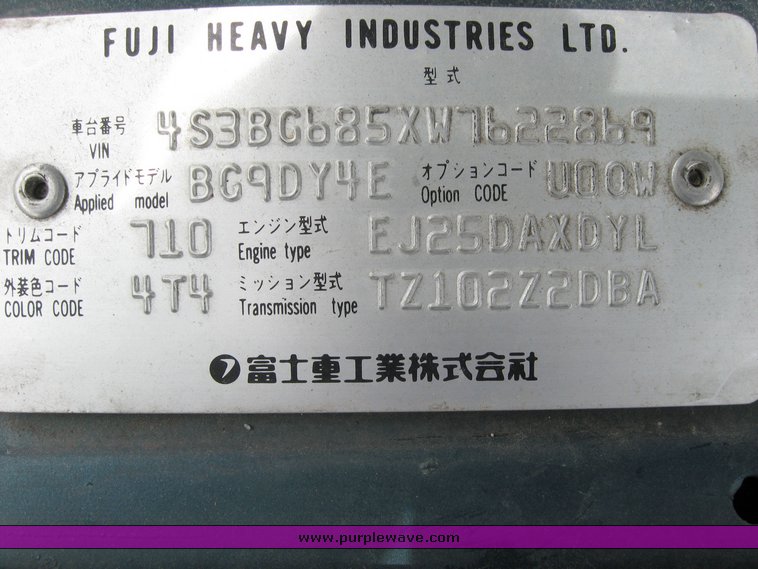 FUJI HEAVY INDUSTRIES LTD.
型式
車台番号 VIN 4S3BG685XW7622869
アプライドモデル Applied model BG9DY4E オプションコード Option CODE U00W
トリムコード TRIM CODE 710 エンジン型式 Engine type EJ25DAXDYL
外装色コード COLOR CODE 4T4 ミッション型式 Transmission type TZ102Z2DBA
7富士重工業株式会社
www.purplewave.com